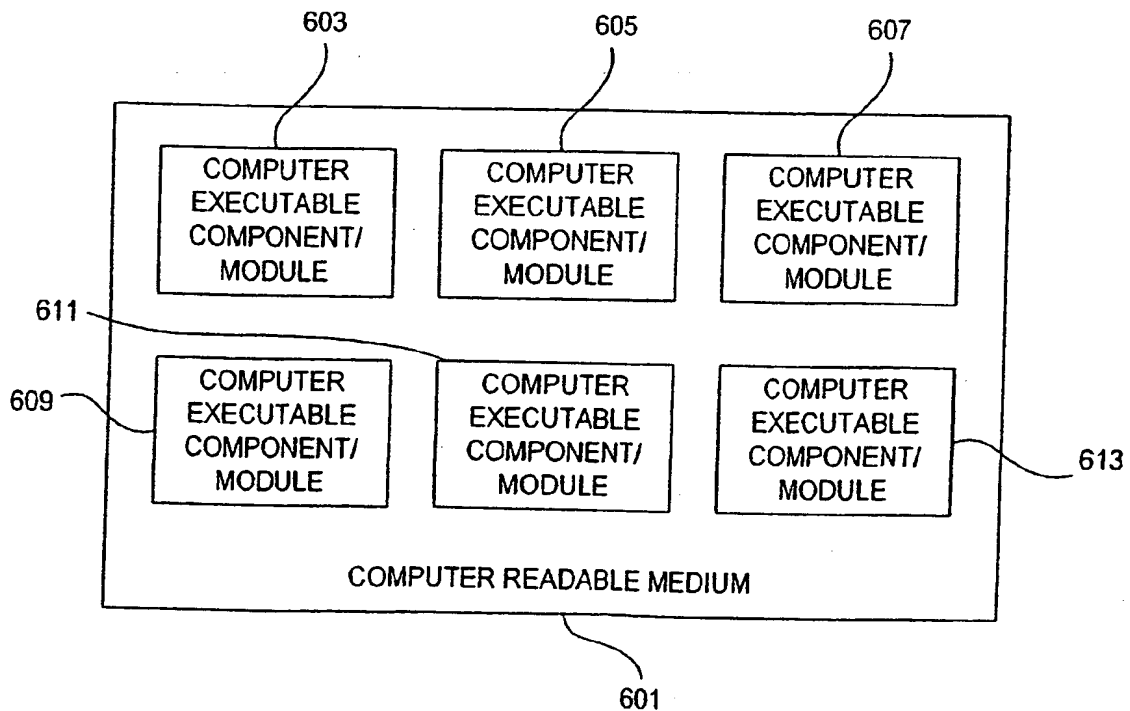 603
605
607
COMPUTER
EXECUTABLE
COMPONENT/
MODULE
COMPUTER
EXECUTABLE
COMPONENT/
MODULE
COMPUTER
EXECUTABLE
COMPONENT/
MODULE
611
609
COMPUTER
EXECUTABLE
COMPONENT/
MODULE
COMPUTER
EXECUTABLE
COMPONENT/
MODULE
COMPUTER
EXECUTABLE
COMPONENT/
MODULE
613
COMPUTER READABLE MEDIUM
601